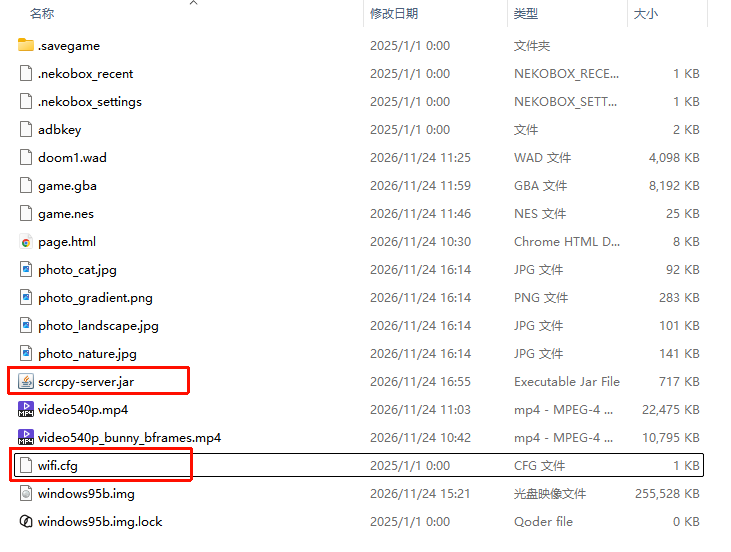 名称 修改日期 类型 大小
.savegame 2025/1/1 0:00 文件夹
.nekobox_recent 2025/1/1 0:00 NEKOBOX_RECE... 1 KB
.nekobox_settings 2025/1/1 0:00 NEKOBOX_SETT... 1 KB
adbkey 2025/1/1 0:00 文件 2 KB
doom1.wad 2026/11/24 11:25 WAD 文件 4,098 KB
game.gba 2026/11/24 11:59 GBA 文件 8,192 KB
game.nes 2026/11/24 11:46 NES 文件 25 KB
page.html 2026/11/24 10:30 Chrome HTML D... 8 KB
photo_cat.jpg 2026/11/24 16:14 JPG 文件 92 KB
photo_gradient.png 2026/11/24 16:14 PNG 文件 283 KB
photo_landscape.jpg 2026/11/24 16:14 JPG 文件 101 KB
photo_nature.jpg 2026/11/24 16:14 JPG 文件 141 KB
scrcpy-server.jar 2026/11/24 16:55 Executable Jar File 717 KB
MP4 video540p.mp4 2026/11/24 11:03 mp4 - MPEG-4 ... 22,475 KB
MP4 video540p_bunny_bframes.mp4 2026/11/24 10:42 mp4 - MPEG-4 ... 10,795 KB
wifi.cfg 2025/1/1 0:00 CFG 文件 1 KB
windows95b.img 2026/11/24 15:21 光盘映像文件 255,528 KB
windows95b.img.lock 2025/1/1 0:00 Qoder file 0 KB